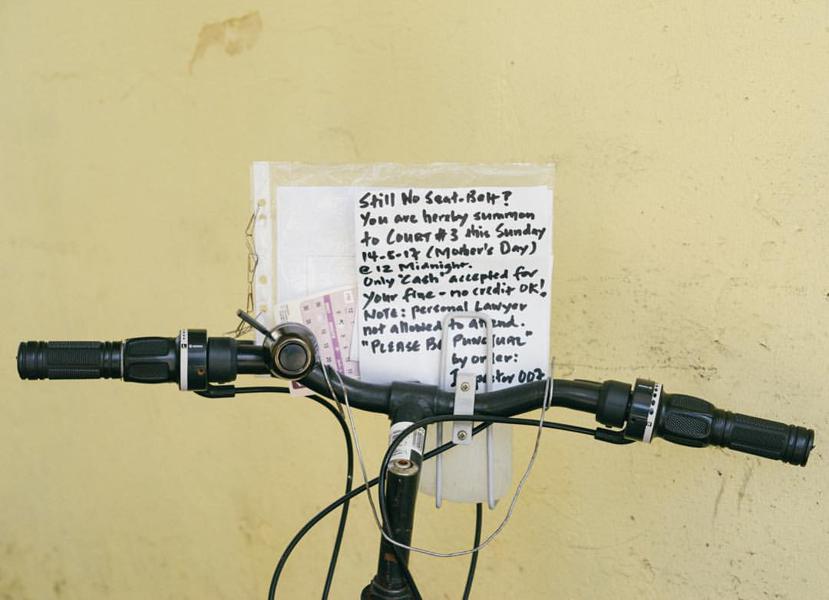 Still No Seat-Belt?
You are hereby summon
to COURT #3 this Sunday
14-5-17 (Mother's Day)
@ 12 Midnight.
Only "Cash" accepted for
your fine - no credit OK!
NOTE: personal Lawyer
not allowed to attend.
"PLEASE BE PUNCTUAL"
by order:
Inspector 007